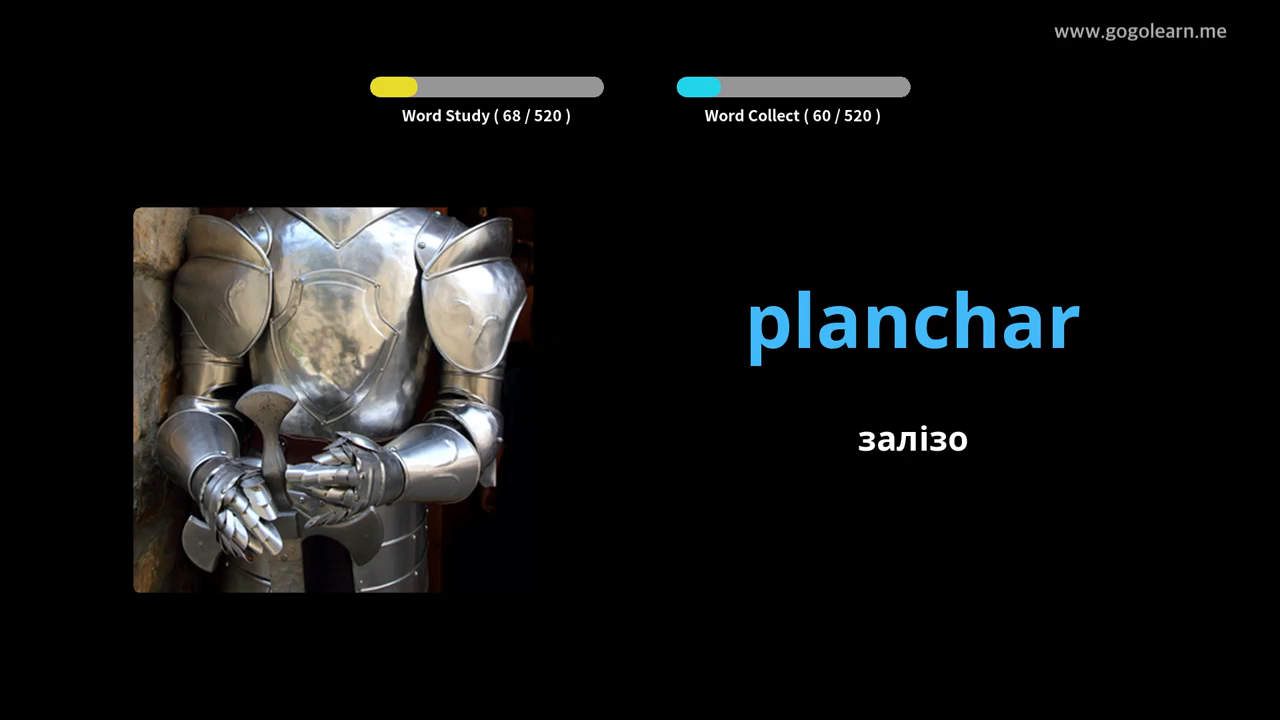 www.gogolearn.me
Word Study ( 68 / 520 )
Word Collect ( 60 / 520 )
planchar
залізо